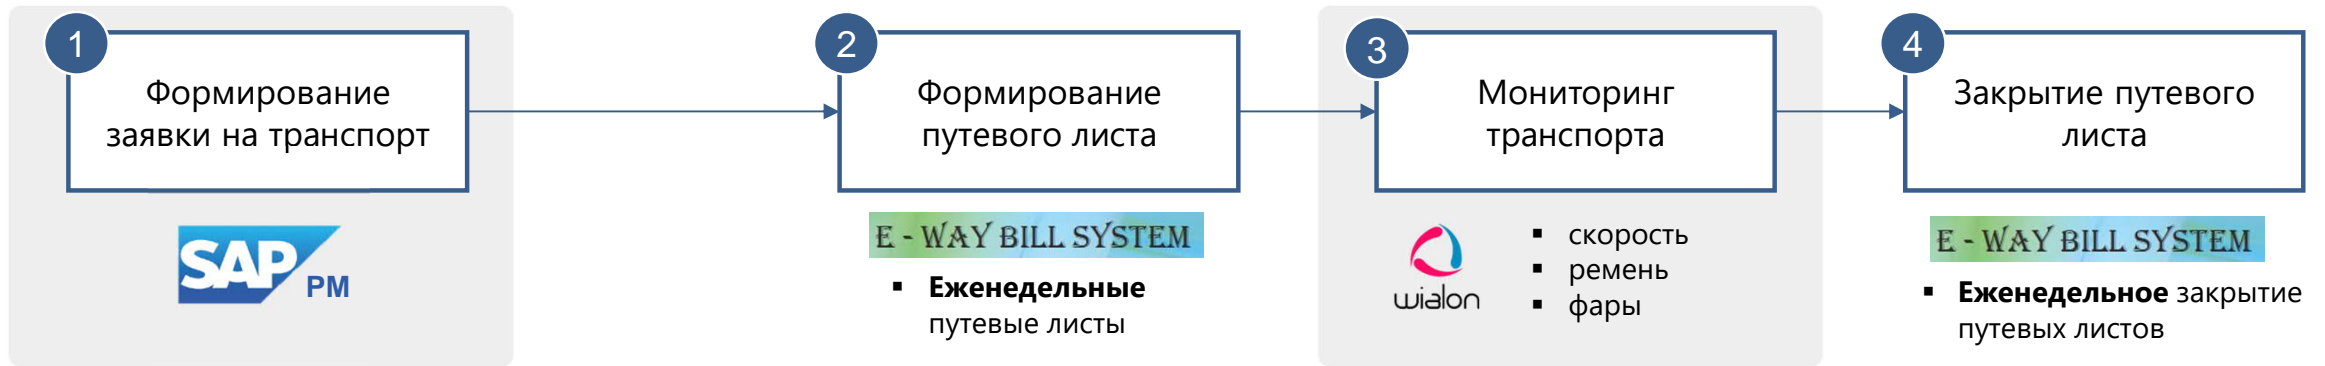 1
Формирование
заявки на транспорт
SAP
PM
2
Формирование
путевого листа
E - WAY BILL SYSTEM
▪ Еженедельные
путевые листы
3
Мониторинг
транспорта
wialon
▪ скорость
▪ ремень
▪ фары
4
Закрытие путевого
листа
E - WAY BILL SYSTEM
▪ Еженедельное закрытие
путевых листов